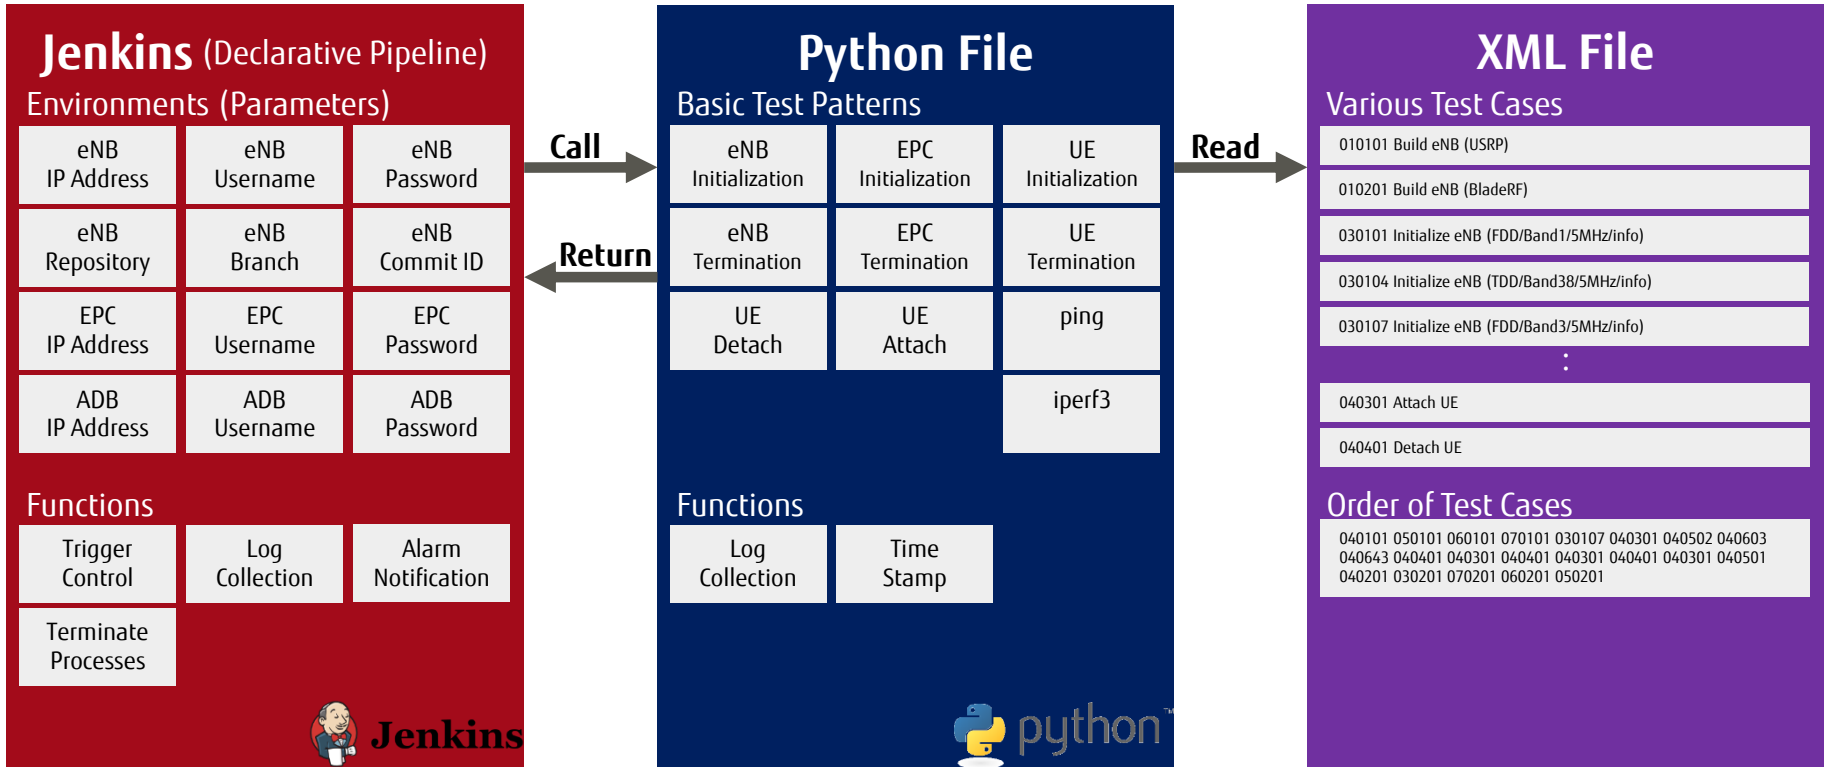 Jenkins (Declarative Pipeline)
Environments (Parameters)
eNB
IP Address
eNB
Username
eNB
Password
eNB
Repository
eNB
Branch
eNB
Commit ID
EPC
IP Address
EPC
Username
EPC
Password
ADB
IP Address
ADB
Username
ADB
Password
Functions
Trigger
Control
Log
Collection
Alarm
Notification
Terminate
Processes
Jenkins
Call
Return
Python File
Basic Test Patterns
eNB
Initialization
EPC
Initialization
UE
Initialization
eNB
Termination
EPC
Termination
UE
Termination
UE
Detach
UE
Attach
ping
iperf3
Functions
Log
Collection
Time
Stamp
python™
Read
XML File
Various Test Cases
010101 Build eNB (USRP)
010201 Build eNB (BladeRF)
030101 Initialize eNB (FDD/Band1/5MHz/info)
030104 Initialize eNB (TDD/Band38/5MHz/info)
030107 Initialize eNB (FDD/Band3/5MHz/info)
:
040301 Attach UE
040401 Detach UE
Order of Test Cases
040101 050101 060101 070101 030107 040301 040502 040603
040643 040401 040301 040401 040301 040401 040301 040501
040201 030201 070201 060201 050201